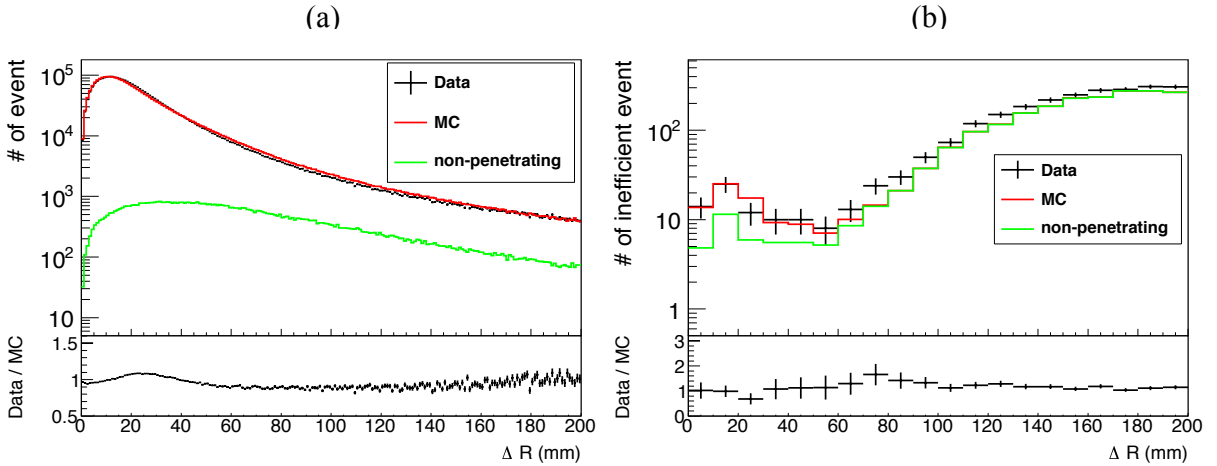 (a)
# of event
10^5
10^4
10^3
10^2
10
Data
MC
non-penetrating
Data / MC
1.5
1
0.5
0 20 40 60 80 100 120 140 160 180 200
Δ R (mm)
(b)
# of inefficient event
10^2
10
1
Data
MC
non-penetrating
Data / MC
3
2
1
0
0 20 40 60 80 100 120 140 160 180 200
Δ R (mm)